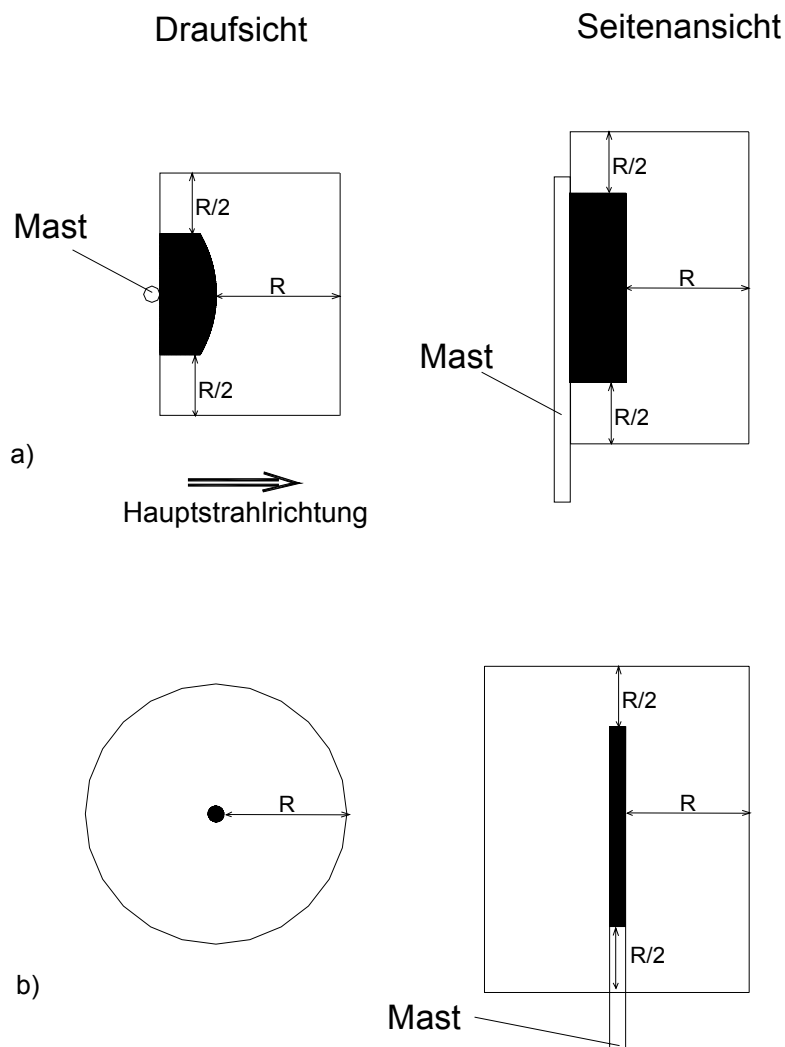 Draufsicht
Seitenansicht
R/2
Mast
R
R/2
a)
Hauptstrahlrichtung
R/2
R
Mast
R/2
R
b)
R/2
R
R/2
Mast